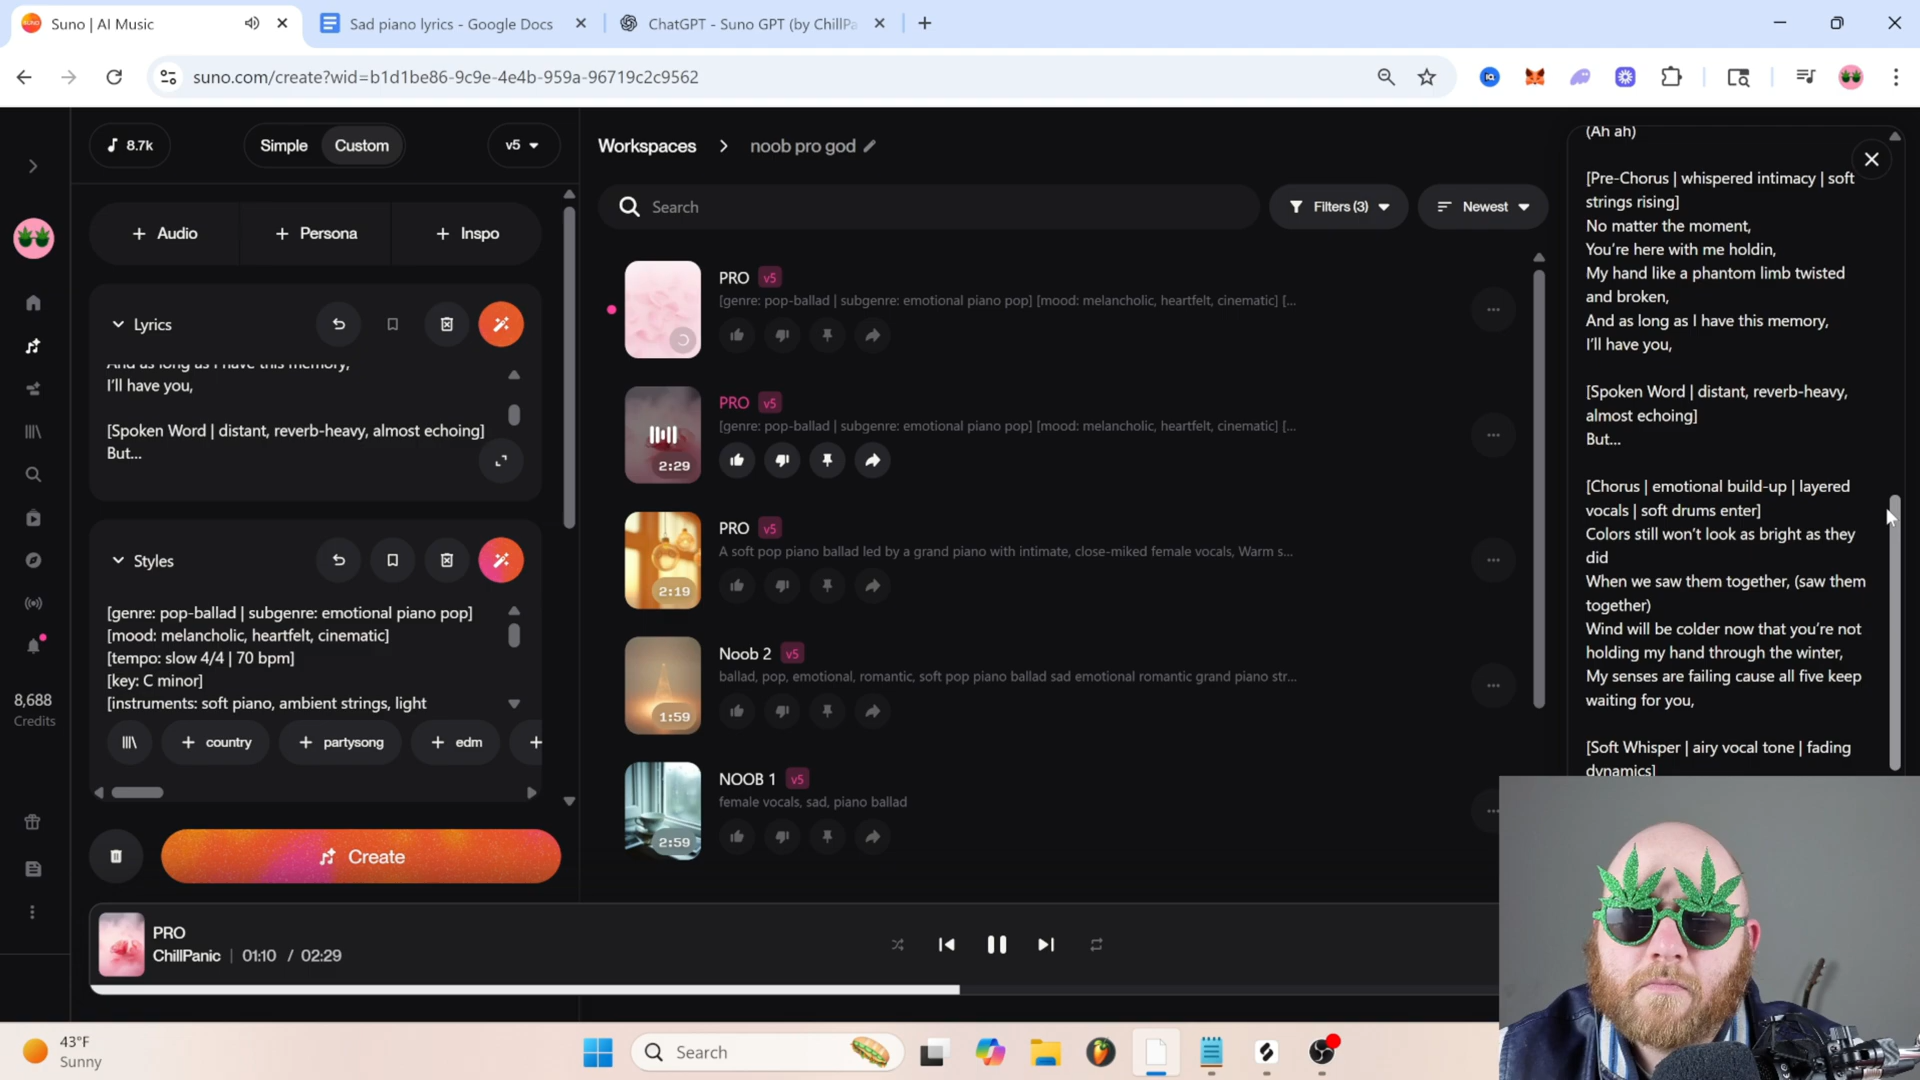 Suno | AI Music
Sad piano lyrics - Google Docs
ChatGPT - Suno GPT (by ChillPa
suno.com/create?wid=b1d1be86-9c9e-4e4b-959a-96719c2c9562
8.7k
Simple
Custom
v5
Workspaces
noob pro god
Audio
Persona
Inspo
Search
Filters (3)
Newest
Lyrics
And as long as I have this memory,
I'll have you,
[Spoken Word | distant, reverb-heavy, almost echoing]
But...
Styles
[genre: pop-ballad | subgenre: emotional piano pop]
[mood: melancholic, heartfelt, cinematic]
[tempo: slow 4/4 | 70 bpm]
[key: C minor]
[instruments: soft piano, ambient strings, light
country
partysong
edm
Create
8,688
Credits
PRO v5
[genre: pop-ballad | subgenre: emotional piano pop] [mood: melancholic, heartfelt, cinematic] [...
PRO v5
[genre: pop-ballad | subgenre: emotional piano pop] [mood: melancholic, heartfelt, cinematic] [...
2:29
PRO v5
A soft pop piano ballad led by a grand piano with intimate, close-miked female vocals, Warm s...
2:19
Noob 2 v5
ballad, pop, emotional, romantic, soft pop piano ballad sad emotional romantic grand piano str...
1:59
NOOB 1 v5
female vocals, sad, piano ballad
2:59
(Ah ah)
[Pre-Chorus | whispered intimacy | soft
strings rising]
No matter the moment,
You're here with me holdin,
My hand like a phantom limb twisted
and broken,
And as long as I have this memory,
I'll have you,
[Spoken Word | distant, reverb-heavy,
almost echoing]
But...
[Chorus | emotional build-up | layered
vocals | soft drums enter]
Colors still won't look as bright as they
did
When we saw them together, (saw them
together)
Wind will be colder now that you're not
holding my hand through the winter,
My senses are failing cause all five keep
waiting for you,
[Soft Whisper | airy vocal tone | fading
dynamics]
PRO
ChillPanic | 01:10 / 02:29
43°F
Sunny
Search